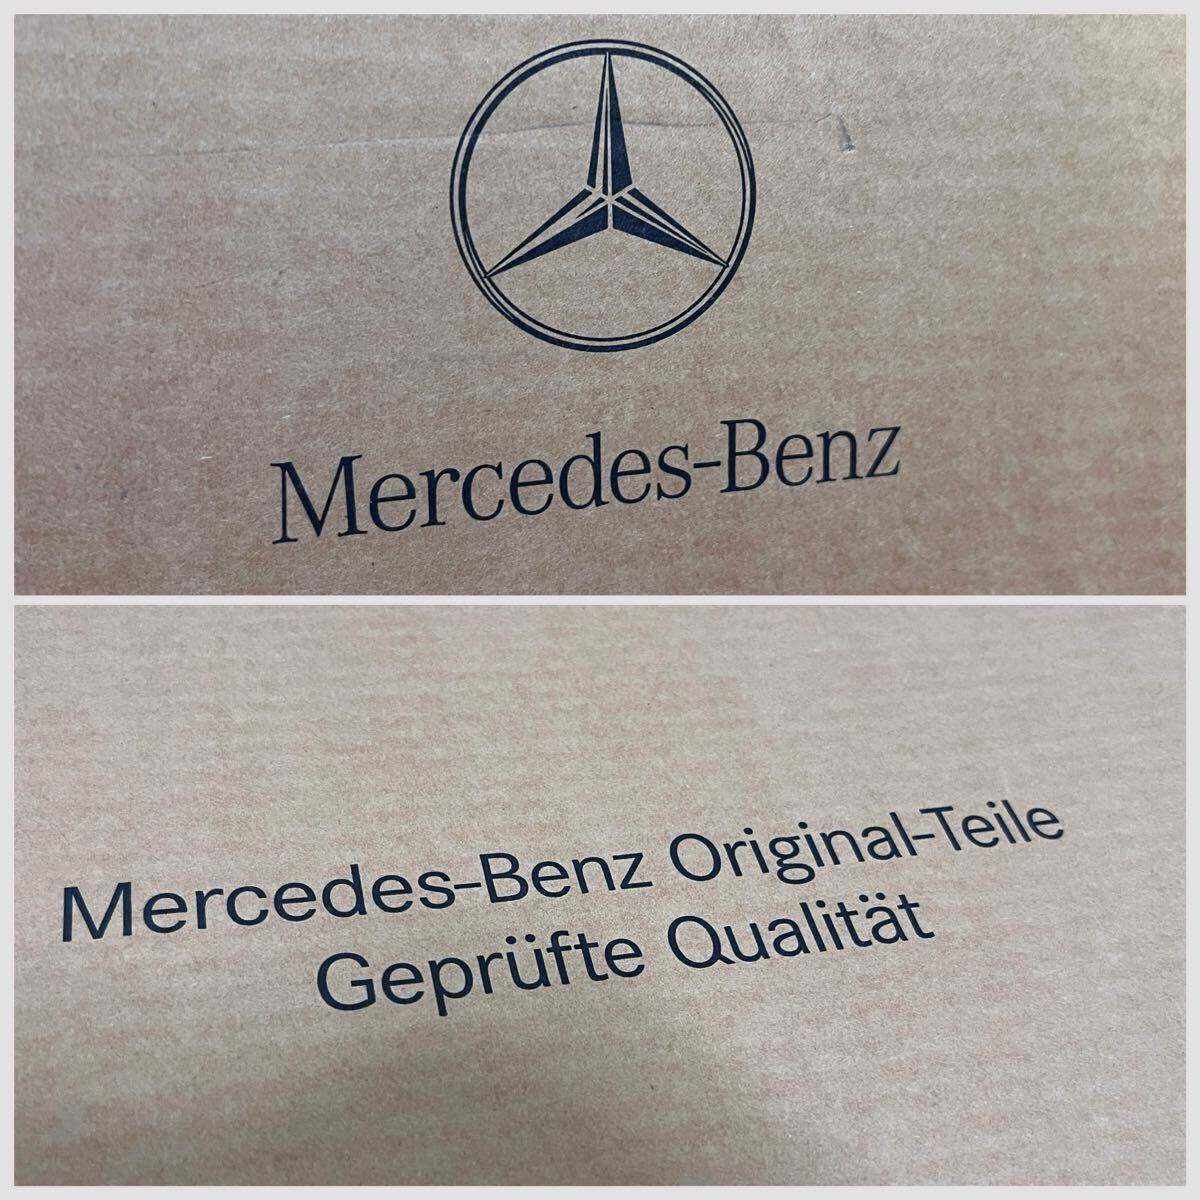 Mercedes-Benz
Mercedes-Benz Original-Teile
Geprüfte Qualität